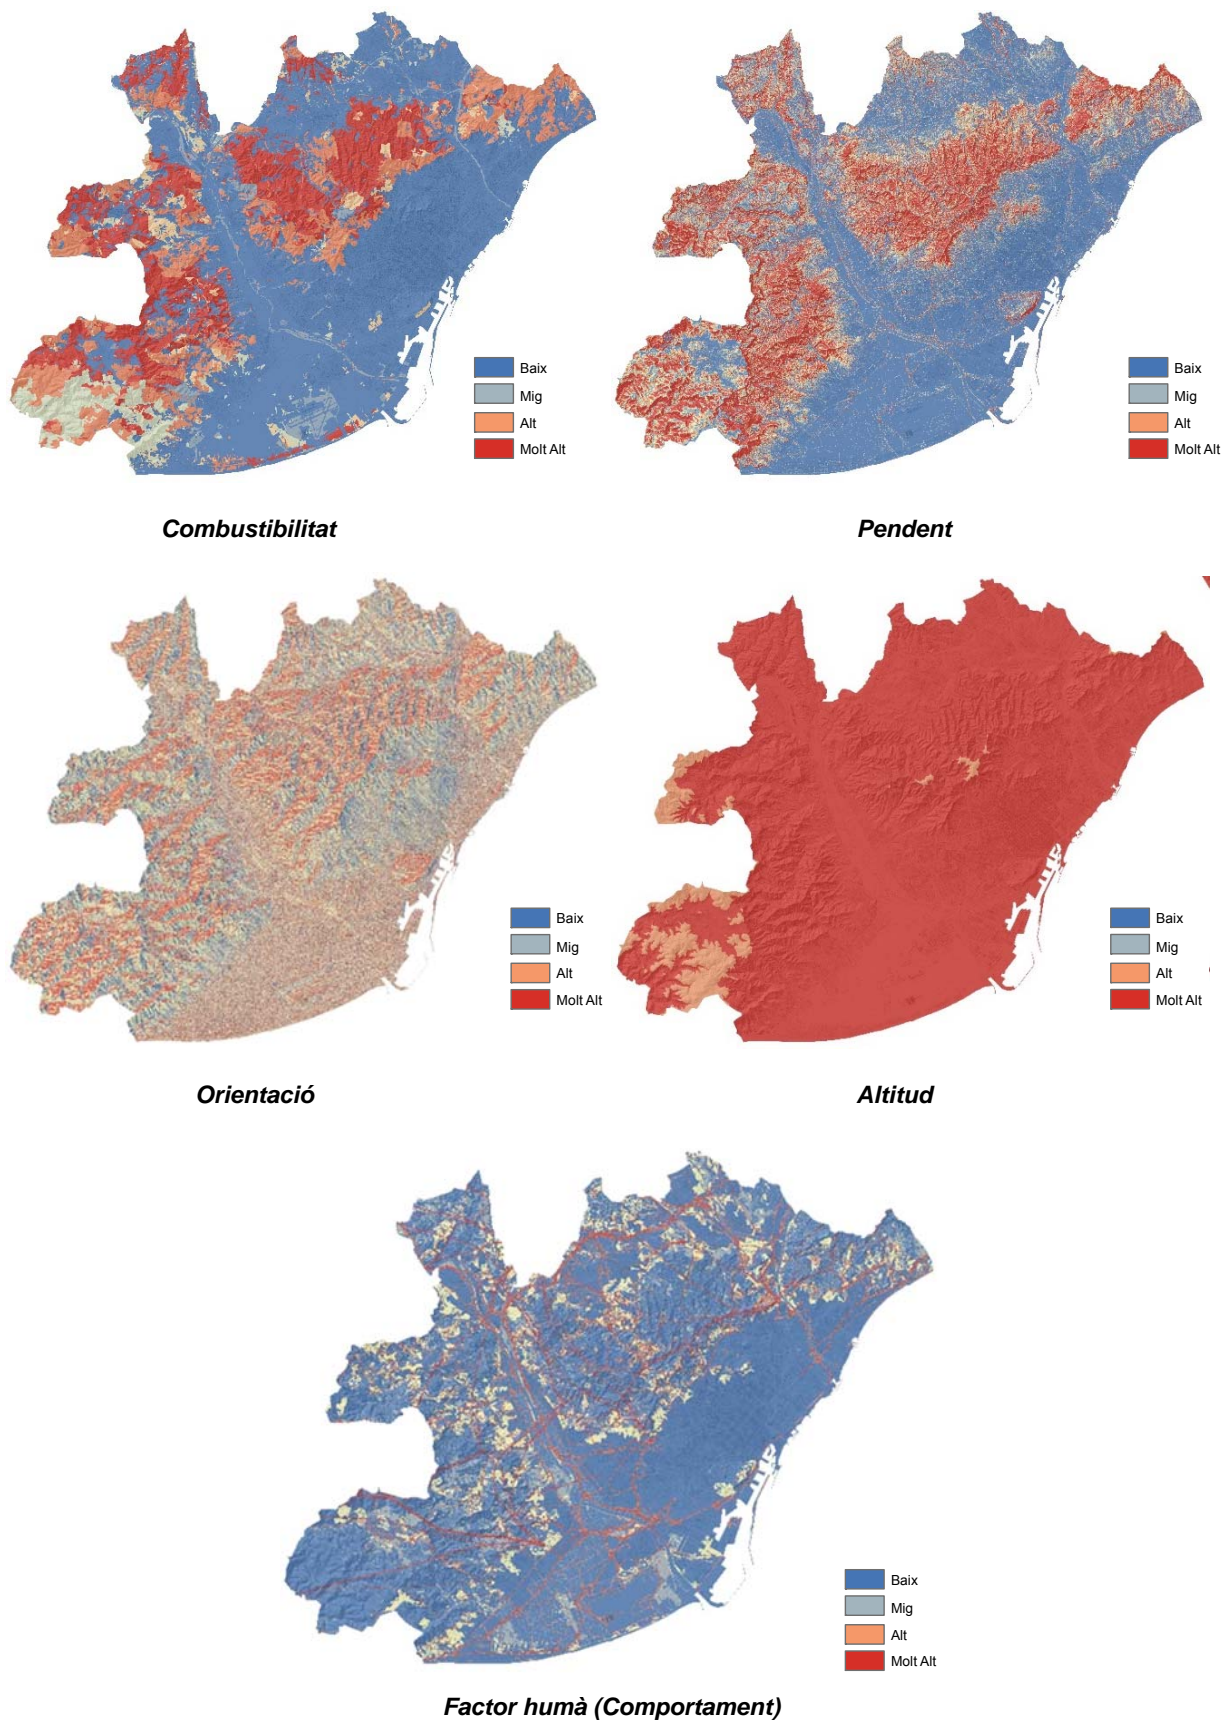 Baix
Mig
Alt
Molt Alt
Combustibilitat
Baix
Mig
Alt
Molt Alt
Pendent
Baix
Mig
Alt
Molt Alt
Orientació
Baix
Mig
Alt
Molt Alt
Altitud
Baix
Mig
Alt
Molt Alt
Factor humà (Comportament)